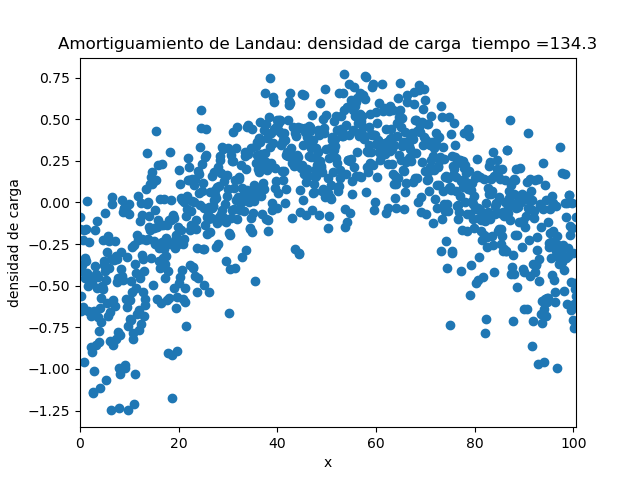 Amortiguamiento de Landau: densidad de carga  tiempo =134.3
densidad de carga
0.75
0.50
0.25
0.00
−0.25
−0.50
−0.75
−1.00
−1.25
0 20 40 60 80 100
x